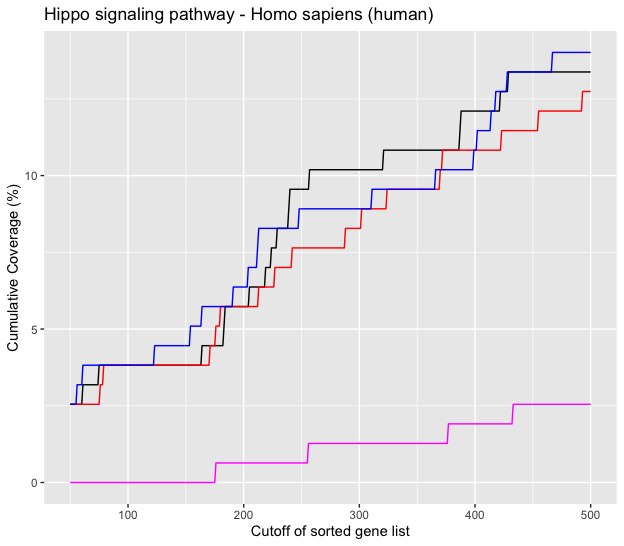 Hippo signaling pathway - Homo sapiens (human)
Cumulative Coverage (%)
10
5
0
100
200
300
400
500
Cutoff of sorted gene list